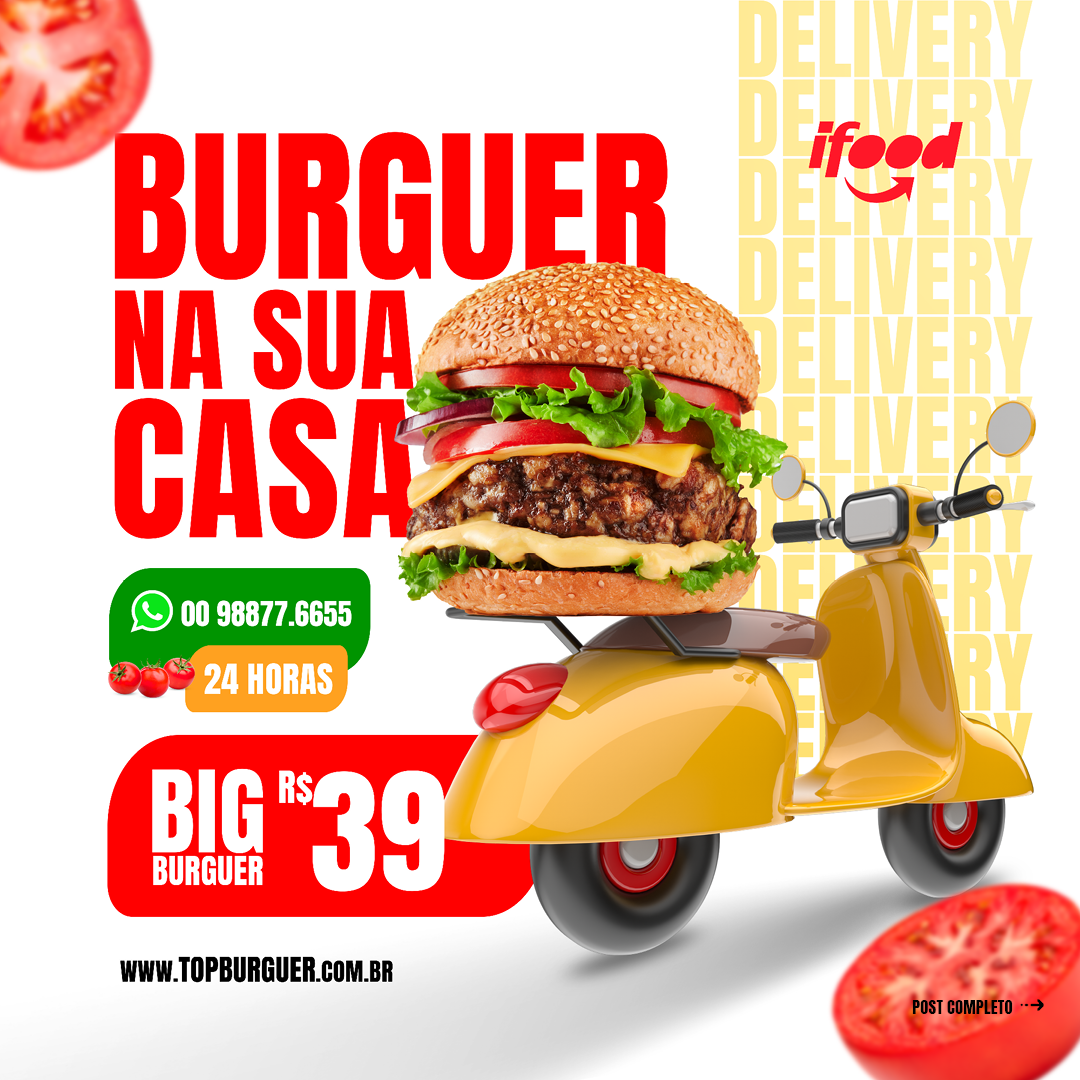 BURGUER
NA SUA
CASA
00 98877.6655
24 HORAS
BIG
BURGUER
R$39
www.TOPBURGUER.COM.BR
DELIVERY
DELIVERY
DELIVERY
DELIVERY
DELIVERY
DELIVERY
DELIVERY
DELIVERY
DELIVERY
DELIVERY
ifood
POST COMPLETO